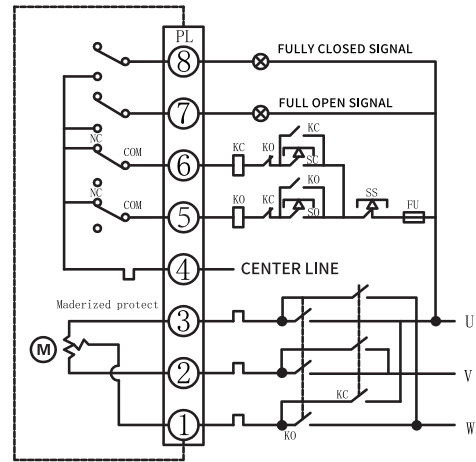 PL
8 FULLY CLOSED SIGNAL
7 FULL OPEN SIGNAL
NC COM 6 KC KO KC SC
NC COM 5 KO KC KO SO SS FU
4 CENTER LINE
Maderized protect
3 U
M 2 V
KC
1 KO W